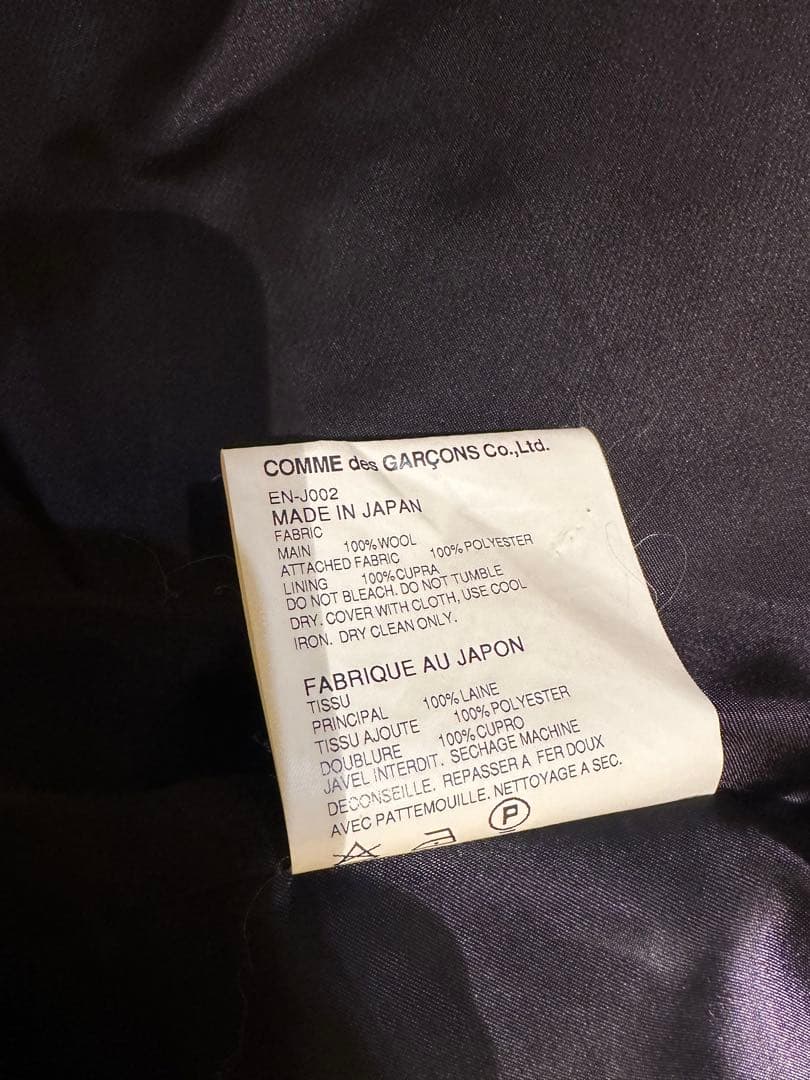 COMME des GARÇONS Co.,Ltd.
EN-J002
MADE IN JAPAN
FABRIC
MAIN 100%WOOL
ATTACHED FABRIC 100%POLYESTER
LINING 100%CUPRA
DO NOT BLEACH. DO NOT TUMBLE
DRY. COVER WITH CLOTH, USE COOL
IRON. DRY CLEAN ONLY.
FABRIQUE AU JAPON
TISSU
PRINCIPAL 100%LAINE
TISSU AJOUTE 100%POLYESTER
DOUBLURE 100%CUPRO
JAVEL INTERDIT. SECHAGE MACHINE
DECONSEILLE. REPASSER A FER DOUX
AVEC PATTEMOUILLE. NETTOYAGE A SEC.
P